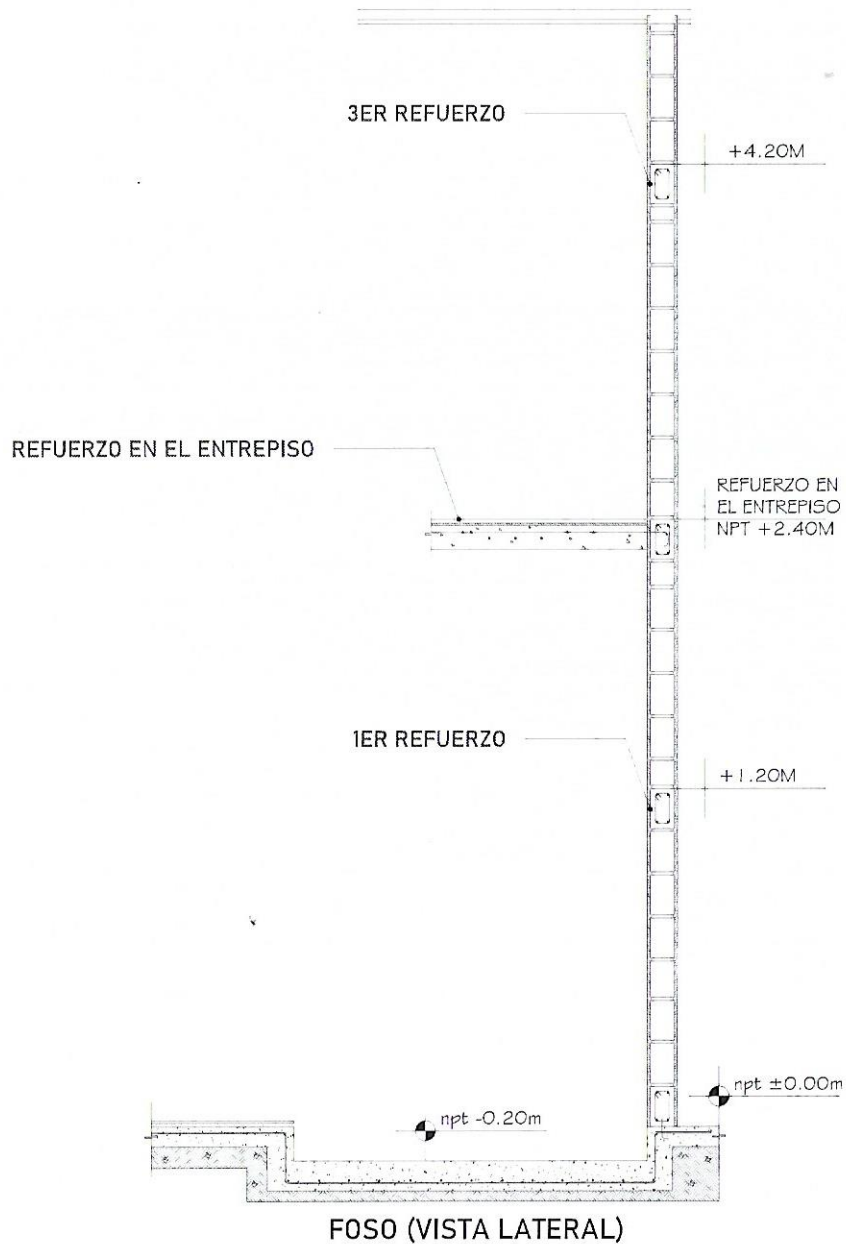 3ER REFUERZO
+4.20M
REFUERZO EN EL ENTREPISO
REFUERZO EN
EL ENTREPISO
NPT +2.40M
1ER REFUERZO
+1.20M
npt ±0.00m
npt -0.20m
FOSO (VISTA LATERAL)